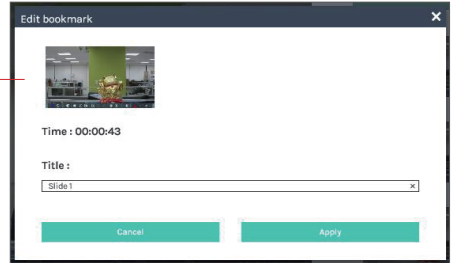 Edit bookmark
Time : 00:00:43
Title :
Slide 1
Cancel
Apply